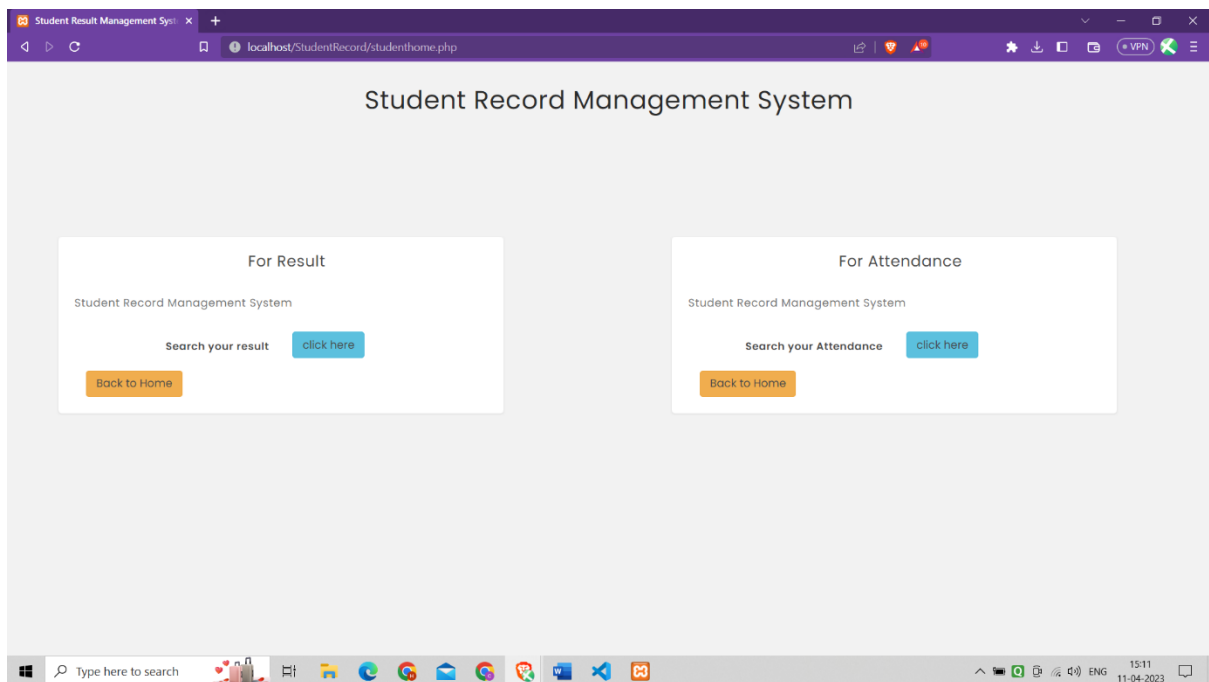 Student Result Management Syst
localhost/StudentRecord/studenthome.php
VPN
Student Record Management System
For Result
Student Record Management System
Search your result click here
Back to Home
For Attendance
Student Record Management System
Search your Attendance click here
Back to Home
Type here to search
ENG
15:11
11-04-2023